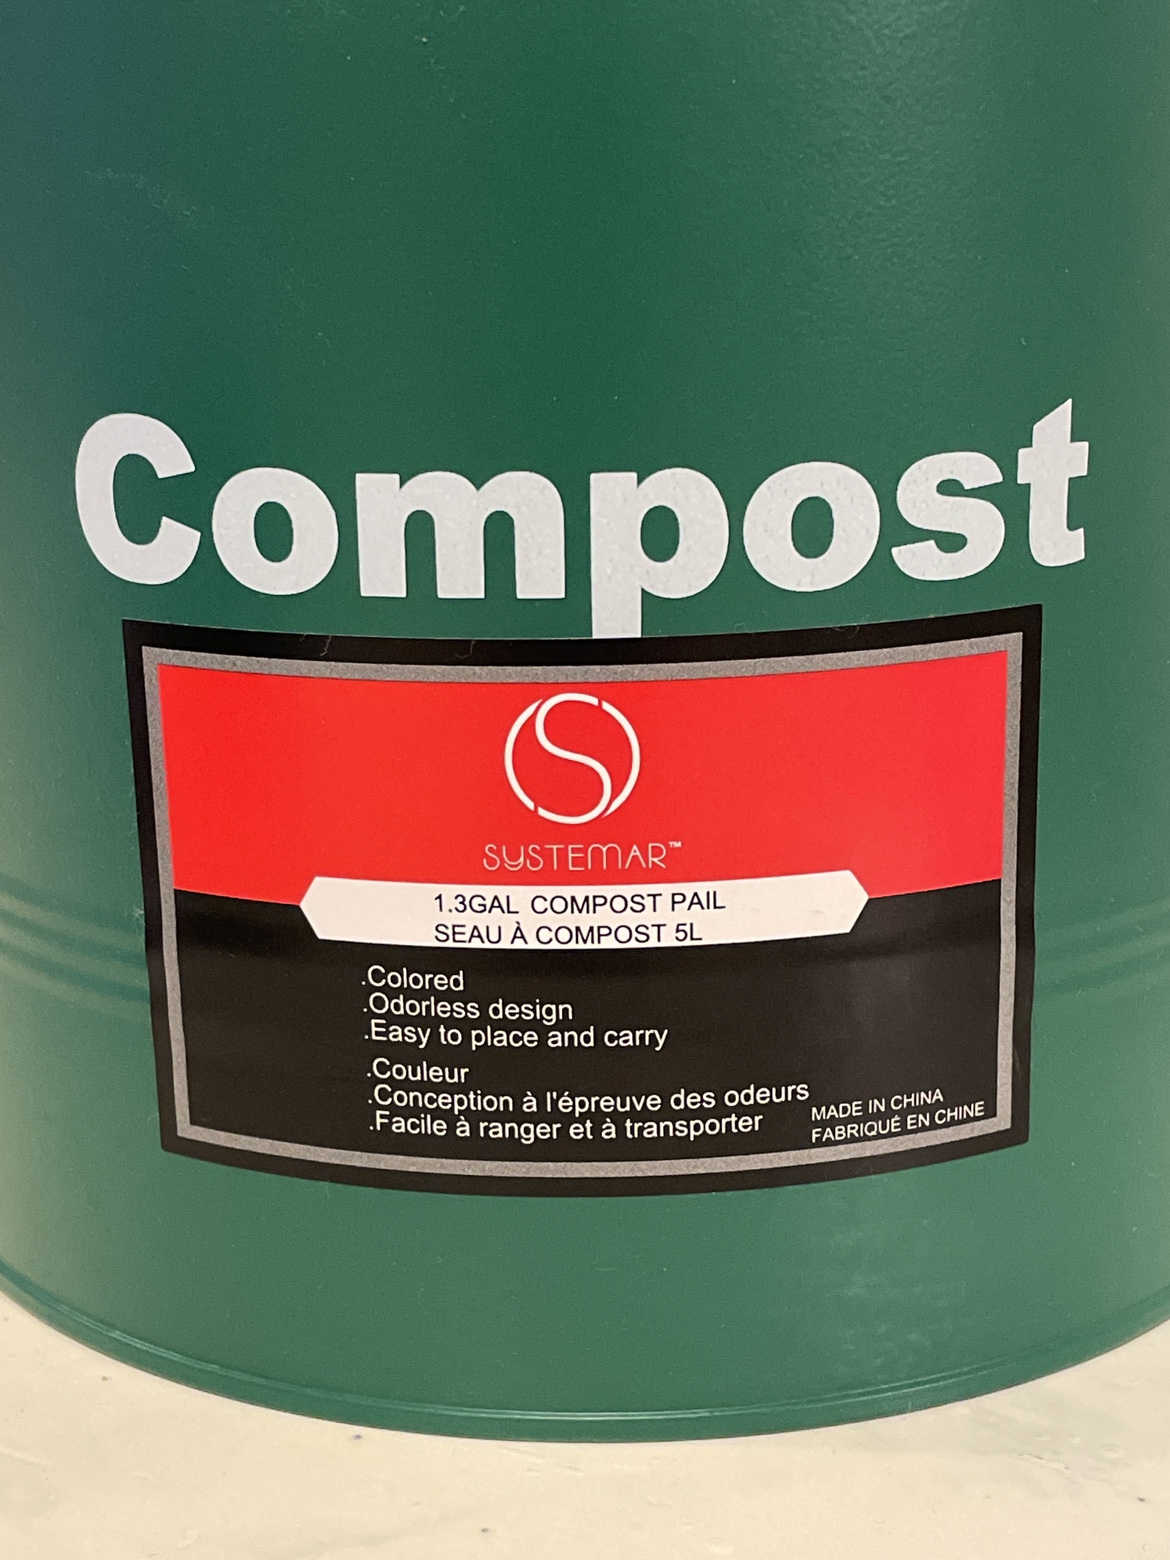 Compost
SYSTEMAR™
1.3GAL COMPOST PAIL
SEAU À COMPOST 5L
.Colored
.Odorless design
.Easy to place and carry
.Couleur
.Conception à l'épreuve des odeurs
.Facile à ranger et à transporter
MADE IN CHINA
FABRIQUÉ EN CHINE